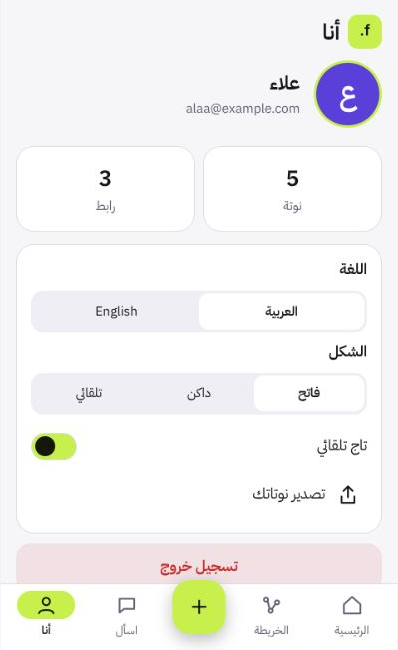 f.
أنا
ع
علاء
alaa@example.com
5
نوتة
3
رابط
اللغة
العربية
English
الشكل
فاتح
داكن
تلقائي
تاج تلقائي
تصدير نوتاتك
تسجيل خروج
الرئيسية
الخريطة
+
اسأل
أنا